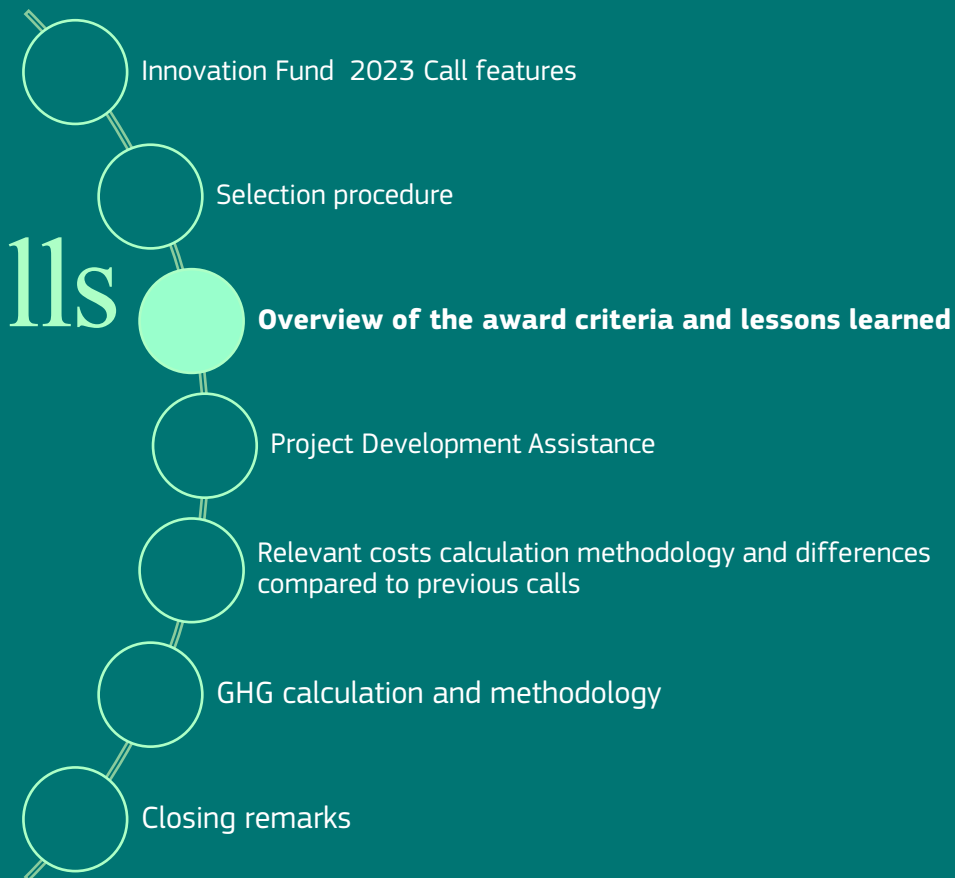 Innovation Fund  2023 Call features
Selection procedure
lls
Overview of the award criteria and lessons learned
Project Development Assistance
Relevant costs calculation methodology and differences
compared to previous calls
GHG calculation and methodology
Closing remarks